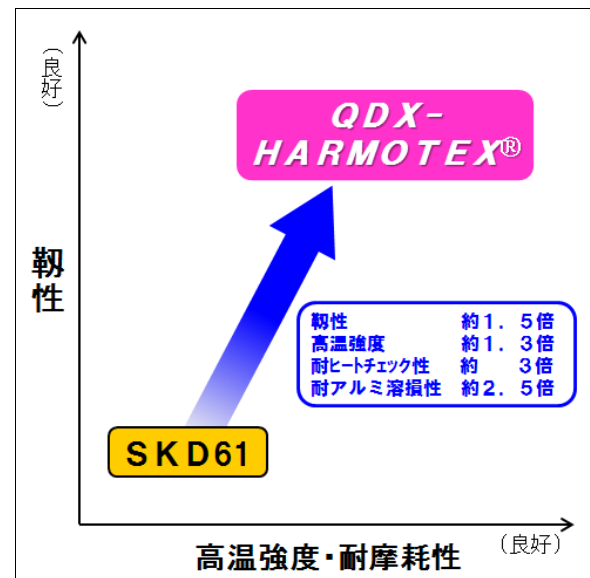 （良好）
QDX-
HARMOTEX®
靱性
靱性　約１．５倍
高温強度　約１．３倍
耐ﾋｰﾄﾁｪｯｸ性　約　３倍
耐アルミ溶損性　約２．５倍
SKD61
（良好）
高温強度・耐摩耗性